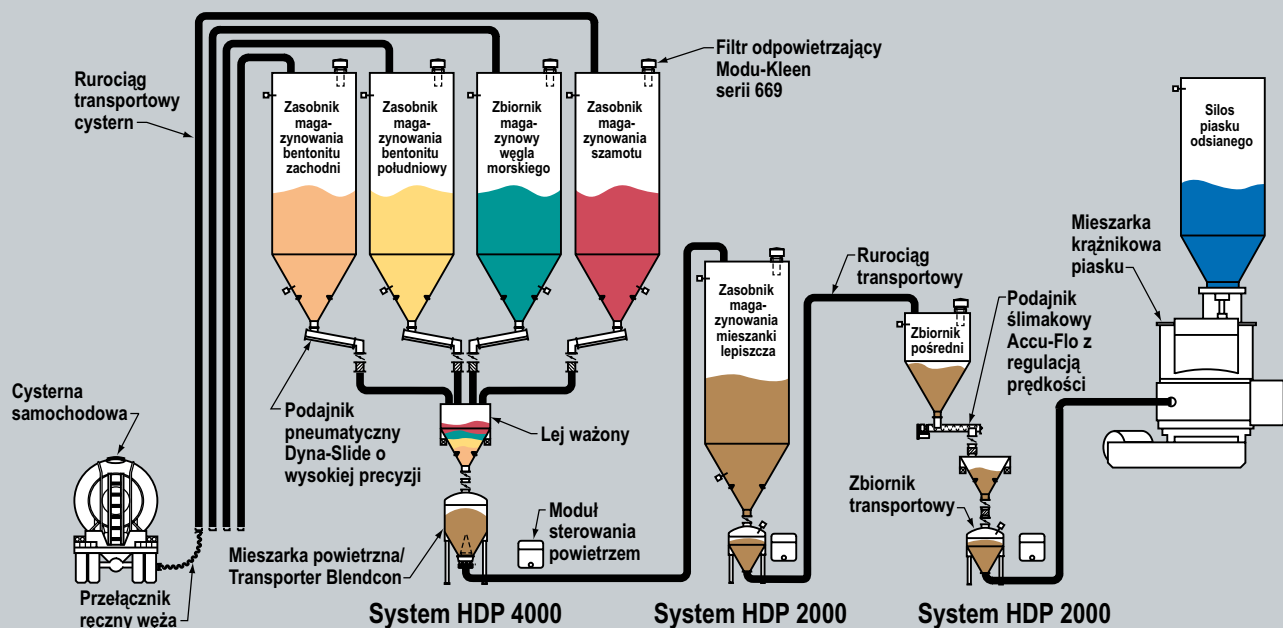 Rurociąg
transportowy
cystern
Zasobnik
maga-
zynowania
bentonitu
zachodni
Zasobnik
maga-
zynowania
bentonitu
południowy
Zbiornik
maga-
zynowy
węgla
morskiego
Zasobnik
maga-
zynowania
szamotu
Filtr odpowietrzający
Modu-Kleen
serii 669
Silos
piasku
odsianego
Mieszarka
krążnikowa
piasku
Rurociąg
transportowy
Zasobnik
maga-
zynowania
mieszanki
lepiszcza
Zbiornik
pośredni
Podajnik
ślimakowy
Accu-Flo z
regulacją
prędkości
Cysterna
samochodowa
Podajnik
pneumatyczny
Dyna-Slide o
wysokiej precyzji
Lej ważony
Moduł
sterowania
powietrzem
Zbiornik
transportowy
Mieszarka powietrzna/
Transporter Blendcon
Przełącznik
ręczny węża
System HDP 4000
System HDP 2000
System HDP 2000